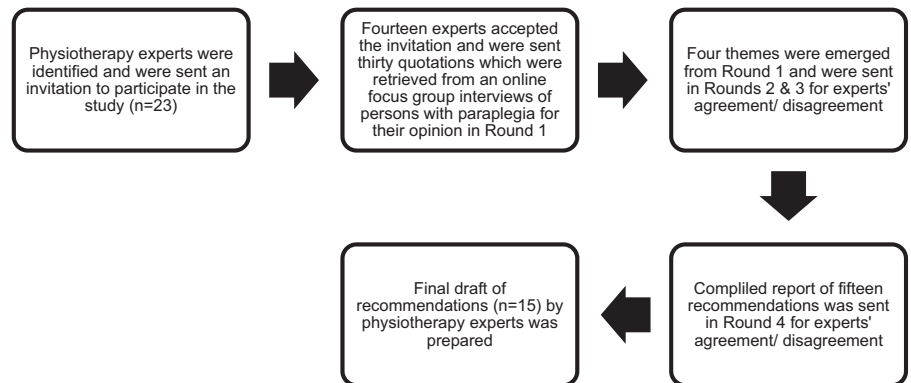 Physiotherapy experts were
identified and were sent an
invitation to participate in the
study (n=23)
Fourteen experts accepted
the invitation and were sent
thirty quotations which were
retrieved from an online
focus group interviews of
persons with paraplegia for
their opinion in Round 1
Four themes were emerged
from Round 1 and were sent
in Rounds 2 & 3 for experts'
agreement/ disagreement
Compliled report of fifteen
recommendations was sent
in Round 4 for experts'
agreement/ disagreement
Final draft of
recommendations (n=15) by
physiotherapy experts was
prepared